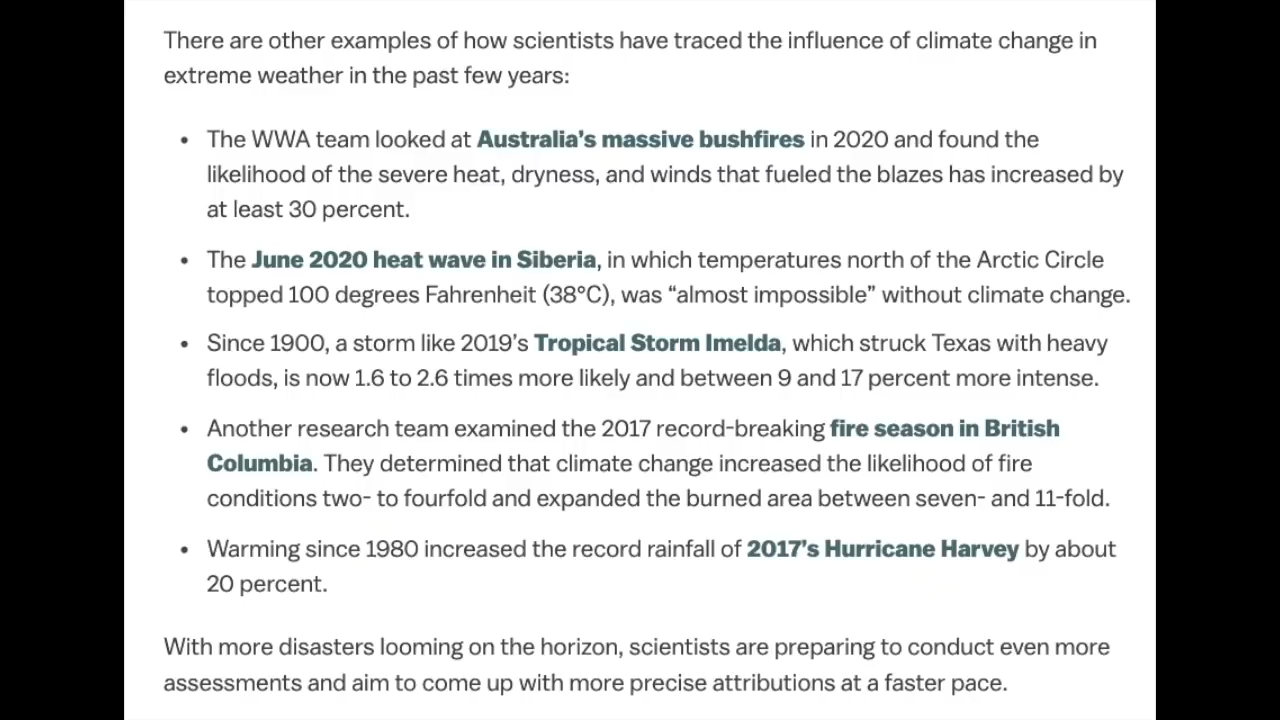 There are other examples of how scientists have traced the influence of climate change in
extreme weather in the past few years:
• The WWA team looked at Australia’s massive bushfires in 2020 and found the
likelihood of the severe heat, dryness, and winds that fueled the blazes has increased by
at least 30 percent.
• The June 2020 heat wave in Siberia, in which temperatures north of the Arctic Circle
topped 100 degrees Fahrenheit (38°C), was “almost impossible” without climate change.
• Since 1900, a storm like 2019’s Tropical Storm Imelda, which struck Texas with heavy
floods, is now 1.6 to 2.6 times more likely and between 9 and 17 percent more intense.
• Another research team examined the 2017 record-breaking fire season in British
Columbia. They determined that climate change increased the likelihood of fire
conditions two- to fourfold and expanded the burned area between seven- and 11-fold.
• Warming since 1980 increased the record rainfall of 2017’s Hurricane Harvey by about
20 percent.
With more disasters looming on the horizon, scientists are preparing to conduct even more
assessments and aim to come up with more precise attributions at a faster pace.